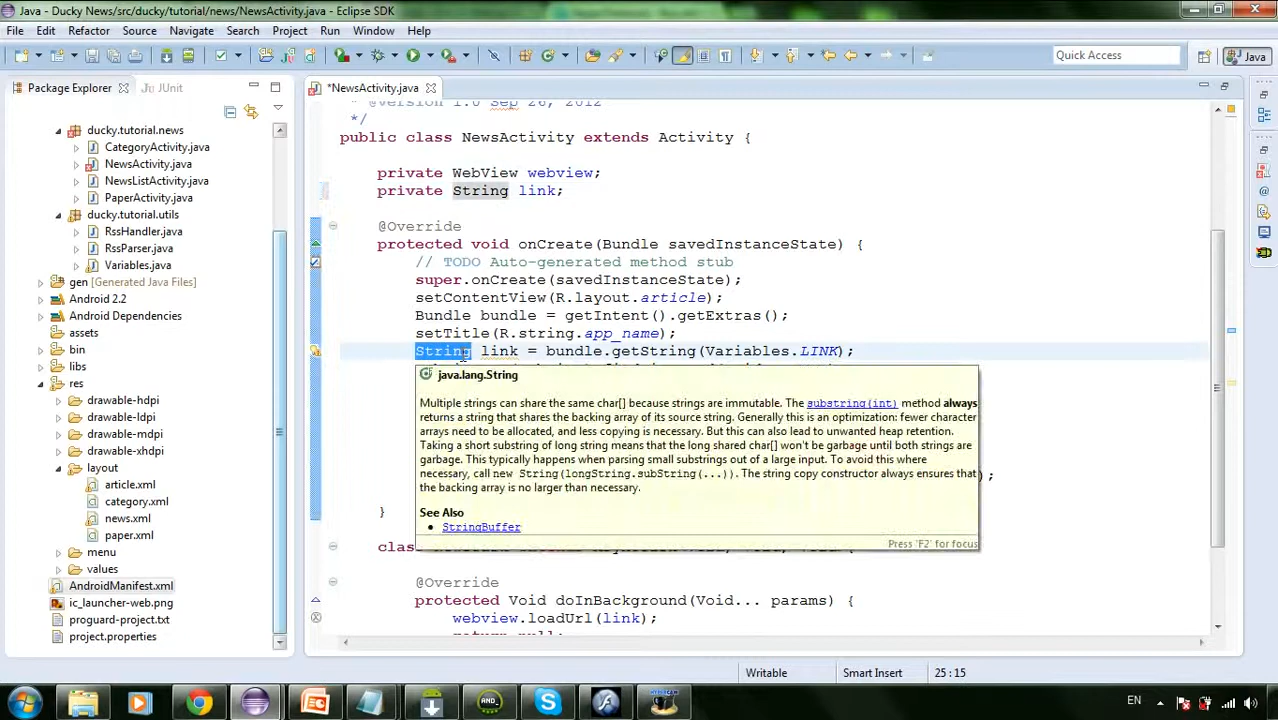 Java - Ducky News/src/ducky/tutorial/news/NewsActivity.java - Eclipse SDK
File Edit Refactor Source Navigate Search Project Run Window Help
Quick Access
Java
Package Explorer
JUnit
ducky.tutorial.news
CategoryActivity.java
NewsActivity.java
NewsListActivity.java
PaperActivity.java
ducky.tutorial.utils
RssHandler.java
RssParser.java
Variables.java
gen [Generated Java Files]
Android 2.2
Android Dependencies
assets
bin
libs
res
drawable-hdpi
drawable-ldpi
drawable-mdpi
drawable-xhdpi
layout
article.xml
category.xml
news.xml
paper.xml
menu
values
AndroidManifest.xml
ic_launcher-web.png
proguard-project.txt
project.properties
*NewsActivity.java
* @version 1.0 Sep 26, 2012
*/
public class NewsActivity extends Activity {
private WebView webview;
private String link;
@Override
protected void onCreate(Bundle savedInstanceState) {
// TODO Auto-generated method stub
super.onCreate(savedInstanceState);
setContentView(R.layout.article);
Bundle bundle = getIntent().getExtras();
setTitle(R.string.app_name);
String link = bundle.getString(Variables.LINK);
java.lang.String
Multiple strings can share the same char[] because strings are immutable. The substring(int) method always
returns a string that shares the backing array of its source string. Generally this is an optimization: fewer character
arrays need to be allocated, and less copying is necessary. But this can also lead to unwanted heap retention.
Taking a short substring of long string means that the long shared char[] won't be garbage until both strings are
garbage. This typically happens when parsing small substrings out of a large input. To avoid this where
necessary, call new String(longString.subString(...)). The string copy constructor always ensures that
the backing array is no larger than necessary.
See Also
• StringBuffer
Press 'F2' for focus
);
}
@Override
protected Void doInBackground(Void... params) {
webview.loadUrl(link);
return null;
Writable
Smart Insert
25 : 15
EN